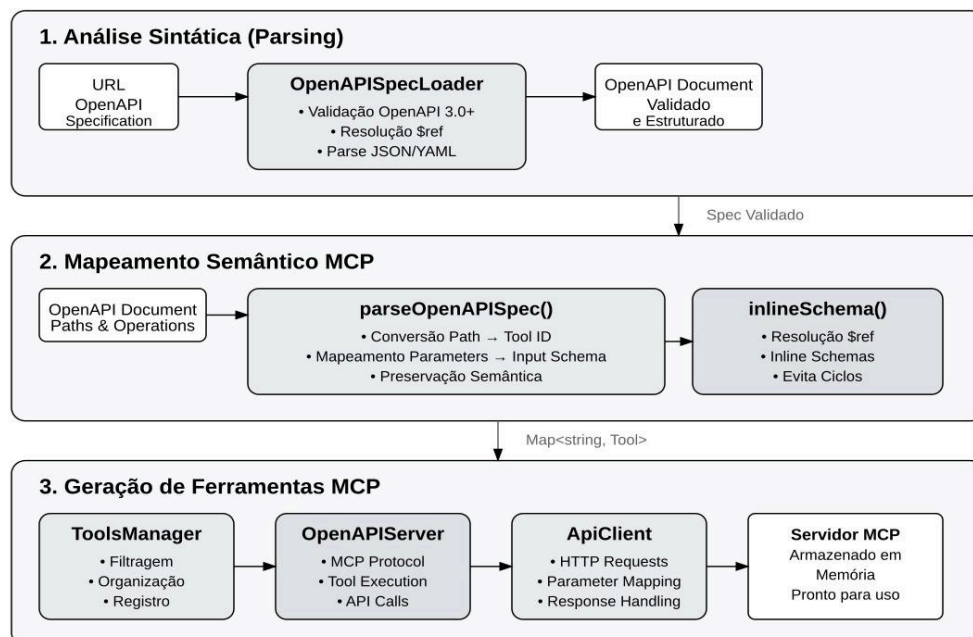 1. Análise Sintática (Parsing)
URL
OpenAPI
Specification
OpenAPISpecLoader
• Validação OpenAPI 3.0+
• Resolução $ref
• Parse JSON/YAML
OpenAPI Document
Validado
e Estruturado
Spec Validado
2. Mapeamento Semântico MCP
OpenAPI Document
Paths & Operations
parseOpenAPISpec()
• Conversão Path → Tool ID
• Mapeamento Parameters → Input Schema
• Preservação Semântica
inlineSchema()
• Resolução $ref
• Inline Schemas
• Evita Ciclos
Map<string, Tool>
3. Geração de Ferramentas MCP
ToolsManager
• Filtragem
• Organização
• Registro
OpenAPIServer
• MCP Protocol
• Tool Execution
• API Calls
ApiClient
• HTTP Requests
• Parameter Mapping
• Response Handling
Servidor MCP
Armazenado em
Memória
Pronto para uso